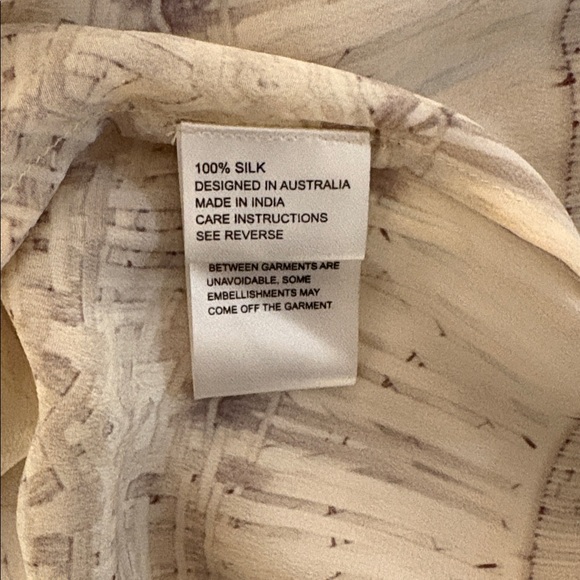 100% SILK
DESIGNED IN AUSTRALIA
MADE IN INDIA
CARE INSTRUCTIONS
SEE REVERSE
BETWEEN GARMENTS ARE
UNAVOIDABLE, SOME
EMBELLISHMENTS MAY
COME OFF THE GARMENT